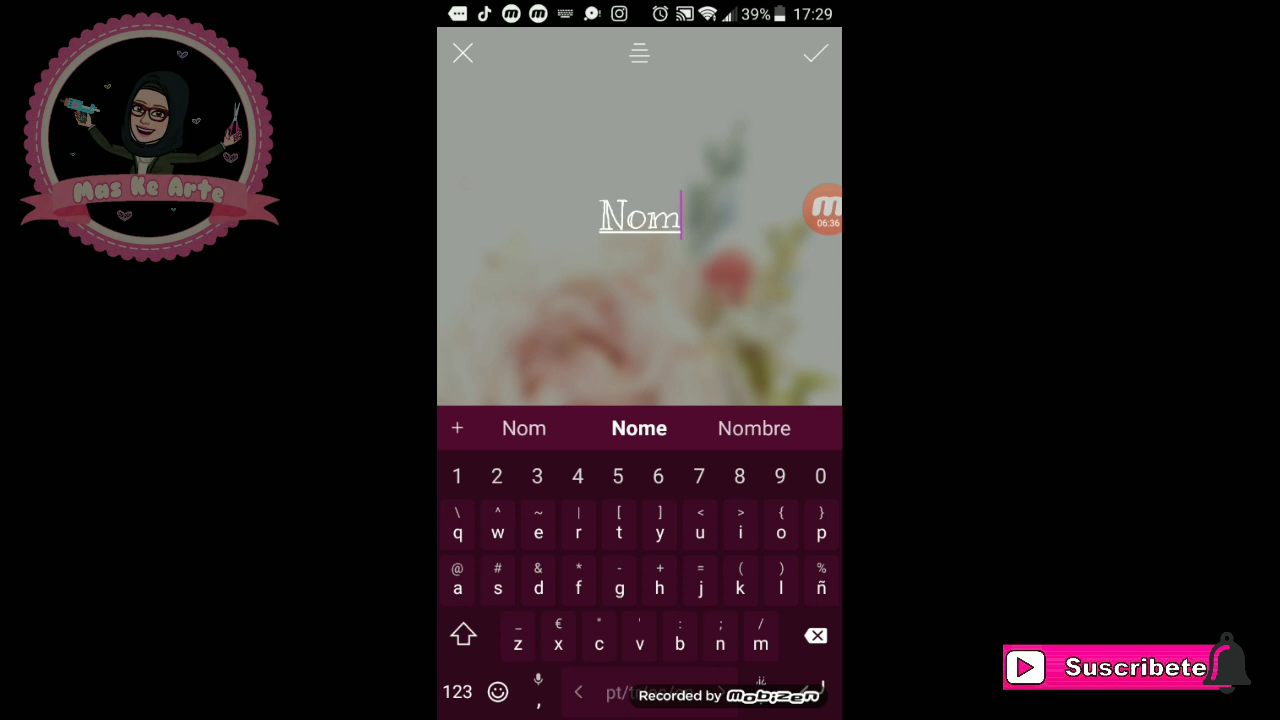 39% 17:29
Mas Ke Arte
Nom
06:36
+ Nom Nome Nombre
1 2 3 4 5 6 7 8 9 0
\ ^ ~ | [ ] < > { }
q w e r t y u i o p
@ # & * - + = ( ) %
a s d f g h j k l ñ
_ € " ' : ; /
z x c v b n m
123 ,
Recorded by mobizen
Suscribete